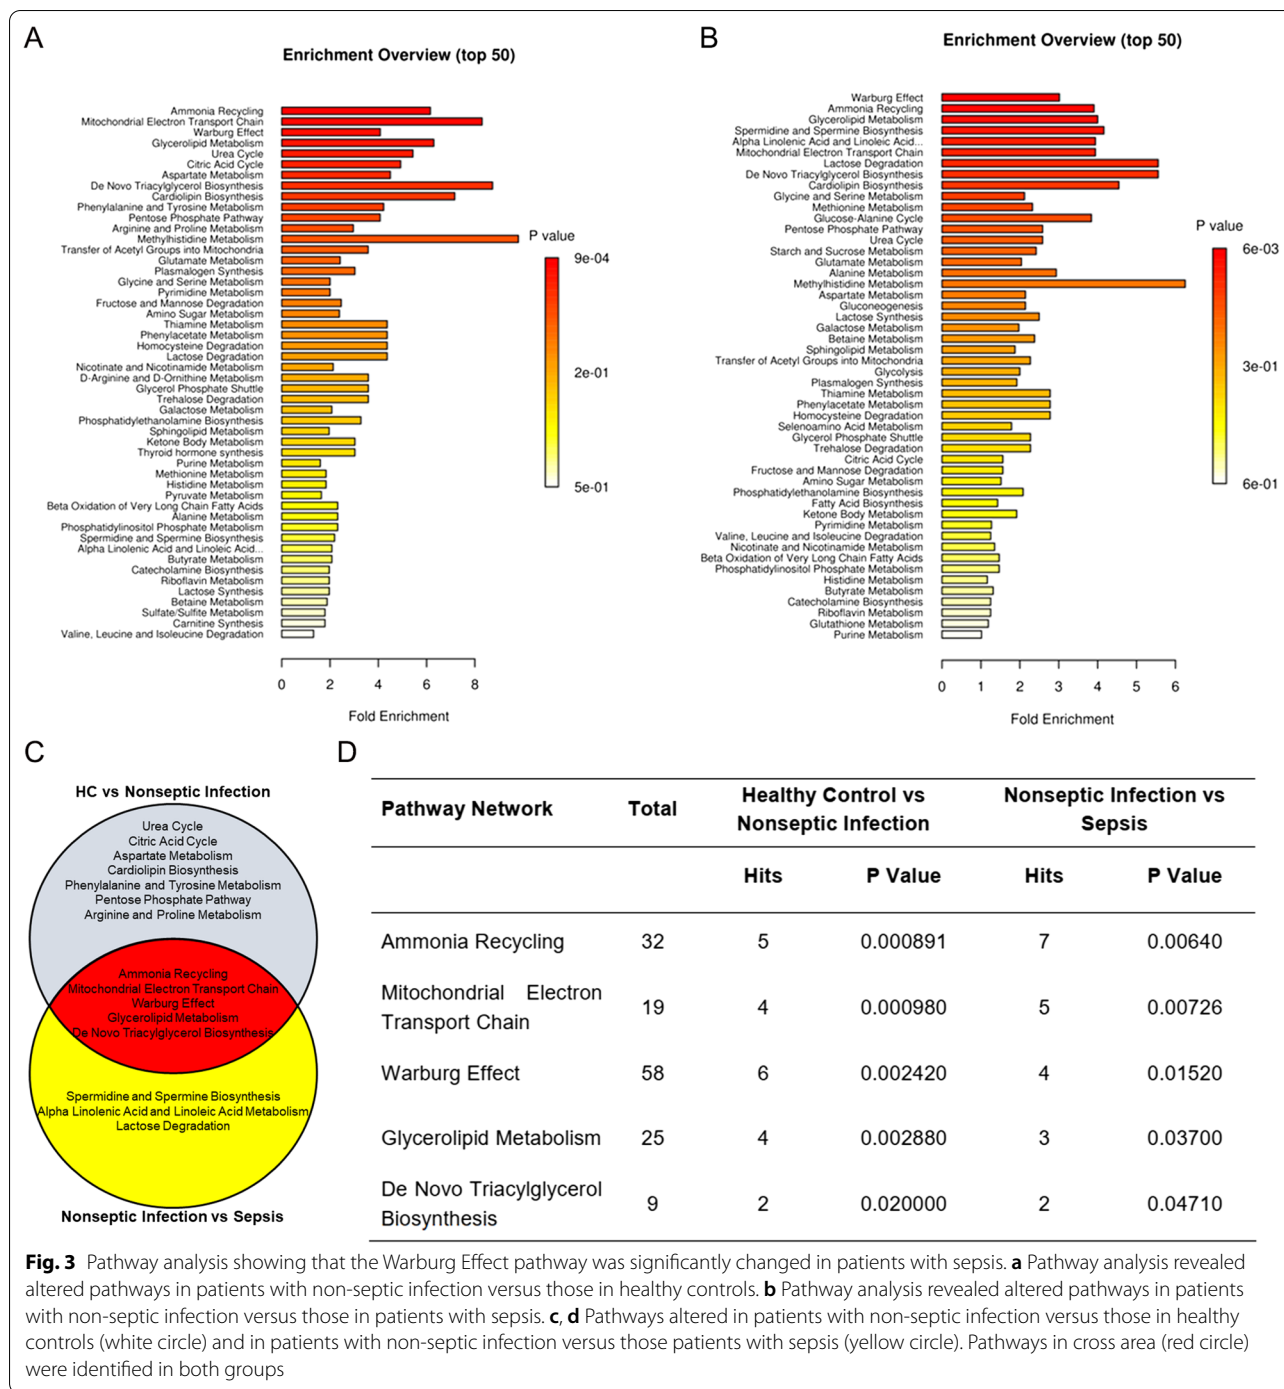 A
Enrichment Overview (top 50)
Ammonia Recycling
Mitochondrial Electron Transport Chain
Warburg Effect
Glycerolipid Metabolism
Urea Cycle
Citric Acid Cycle
Aspartate Metabolism
De Novo Triacylglycerol Biosynthesis
Cardiolipin Biosynthesis
Phenylalanine and Tyrosine Metabolism
Pentose Phosphate Pathway
Arginine and Proline Metabolism
Methylhistidine Metabolism
Transfer of Acetyl Groups into Mitochondria
Glutamate Metabolism
Plasmalogen Synthesis
Glycine and Serine Metabolism
Pyrimidine Metabolism
Fructose and Mannose Degradation
Amino Sugar Metabolism
Thiamine Metabolism
Phenylacetate Metabolism
Homocysteine Degradation
Lactose Degradation
Nicotinate and Nicotinamide Metabolism
D-Arginine and D-Ornithine Metabolism
Glycerol Phosphate Shuttle
Trehalose Degradation
Galactose Metabolism
Phosphatidylethanolamine Biosynthesis
Sphingolipid Metabolism
Ketone Body Metabolism
Thyroid hormone synthesis
Purine Metabolism
Methionine Metabolism
Histidine Metabolism
Pyruvate Metabolism
Beta Oxidation of Very Long Chain Fatty Acids
Alanine Metabolism
Phosphatidylinositol Phosphate Metabolism
Spermidine and Spermine Biosynthesis
Alpha Linolenic Acid and Linoleic Acid...
Butyrate Metabolism
Catecholamine Biosynthesis
Riboflavin Metabolism
Lactose Synthesis
Betaine Metabolism
Sulfate/Sulfite Metabolism
Carnitine Synthesis
Valine, Leucine and Isoleucine Degradation
0 2 4 6 8
Fold Enrichment
P value
9e-04
2e-01
5e-01
B
Enrichment Overview (top 50)
Warburg Effect
Ammonia Recycling
Glycerolipid Metabolism
Spermidine and Spermine Biosynthesis
Alpha Linolenic Acid and Linoleic Acid...
Mitochondrial Electron Transport Chain
Lactose Degradation
De Novo Triacylglycerol Biosynthesis
Cardiolipin Biosynthesis
Glycine and Serine Metabolism
Methionine Metabolism
Glucose-Alanine Cycle
Pentose Phosphate Pathway
Urea Cycle
Starch and Sucrose Metabolism
Glutamate Metabolism
Alanine Metabolism
Methylhistidine Metabolism
Aspartate Metabolism
Gluconeogenesis
Lactose Synthesis
Galactose Metabolism
Betaine Metabolism
Sphingolipid Metabolism
Transfer of Acetyl Groups into Mitochondria
Glycolysis
Plasmalogen Synthesis
Thiamine Metabolism
Phenylacetate Metabolism
Homocysteine Degradation
Selenoamino Acid Metabolism
Glycerol Phosphate Shuttle
Trehalose Degradation
Citric Acid Cycle
Fructose and Mannose Degradation
Amino Sugar Metabolism
Phosphatidylethanolamine Biosynthesis
Fatty Acid Biosynthesis
Ketone Body Metabolism
Pyrimidine Metabolism
Valine, Leucine and Isoleucine Degradation
Nicotinate and Nicotinamide Metabolism
Beta Oxidation of Very Long Chain Fatty Acids
Phosphatidylinositol Phosphate Metabolism
Histidine Metabolism
Butyrate Metabolism
Catecholamine Biosynthesis
Riboflavin Metabolism
Glutathione Metabolism
Purine Metabolism
0 1 2 3 4 5 6
Fold Enrichment
P value
6e-03
3e-01
6e-01
C
HC vs Nonseptic Infection
Urea Cycle
Citric Acid Cycle
Aspartate Metabolism
Cardiolipin Biosynthesis
Phenylalanine and Tyrosine Metabolism
Pentose Phosphate Pathway
Arginine and Proline Metabolism
Ammonia Recycling
Mitochondrial Electron Transport Chain
Warburg Effect
Glycerolipid Metabolism
De Novo Triacylglycerol Biosynthesis
Spermidine and Spermine Biosynthesis
Alpha Linolenic Acid and Linoleic Acid Metabolism
Lactose Degradation
Nonseptic Infection vs Sepsis
D
Pathway Network Total Healthy Control vs Nonseptic Infection Nonseptic Infection vs Sepsis
Hits P Value Hits P Value
Ammonia Recycling 32 5 0.000891 7 0.00640
Mitochondrial Electron Transport Chain 19 4 0.000980 5 0.00726
Warburg Effect 58 6 0.002420 4 0.01520
Glycerolipid Metabolism 25 4 0.002880 3 0.03700
De Novo Triacylglycerol Biosynthesis 9 2 0.020000 2 0.04710
Fig. 3 Pathway analysis showing that the Warburg Effect pathway was significantly changed in patients with sepsis. a Pathway analysis revealed
altered pathways in patients with non-septic infection versus those in healthy controls. b Pathway analysis revealed altered pathways in patients
with non-septic infection versus those in patients with sepsis. c, d Pathways altered in patients with non-septic infection versus those in healthy
controls (white circle) and in patients with non-septic infection versus those patients with sepsis (yellow circle). Pathways in cross area (red circle)
were identified in both groups